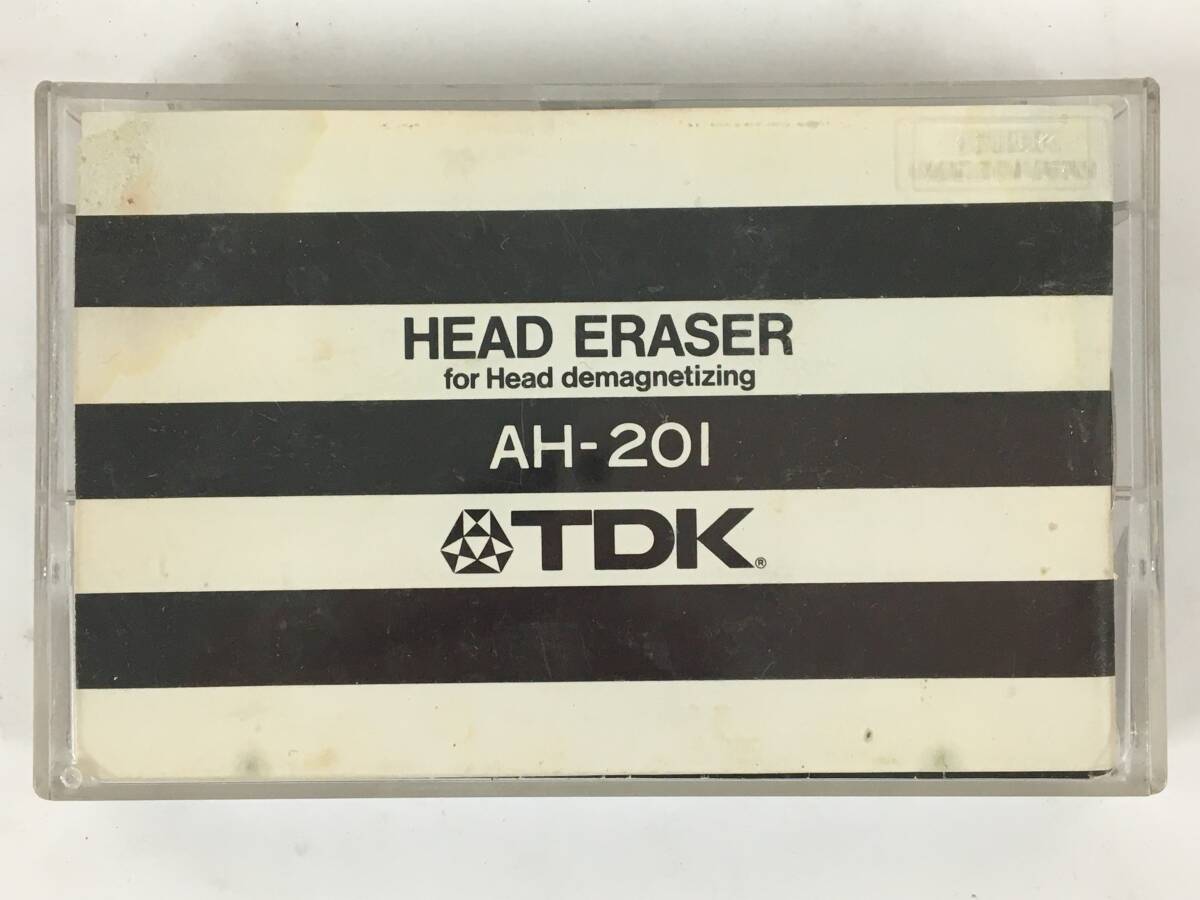 HEAD ERASER
for Head demagnetizing
AH-201
TDK®